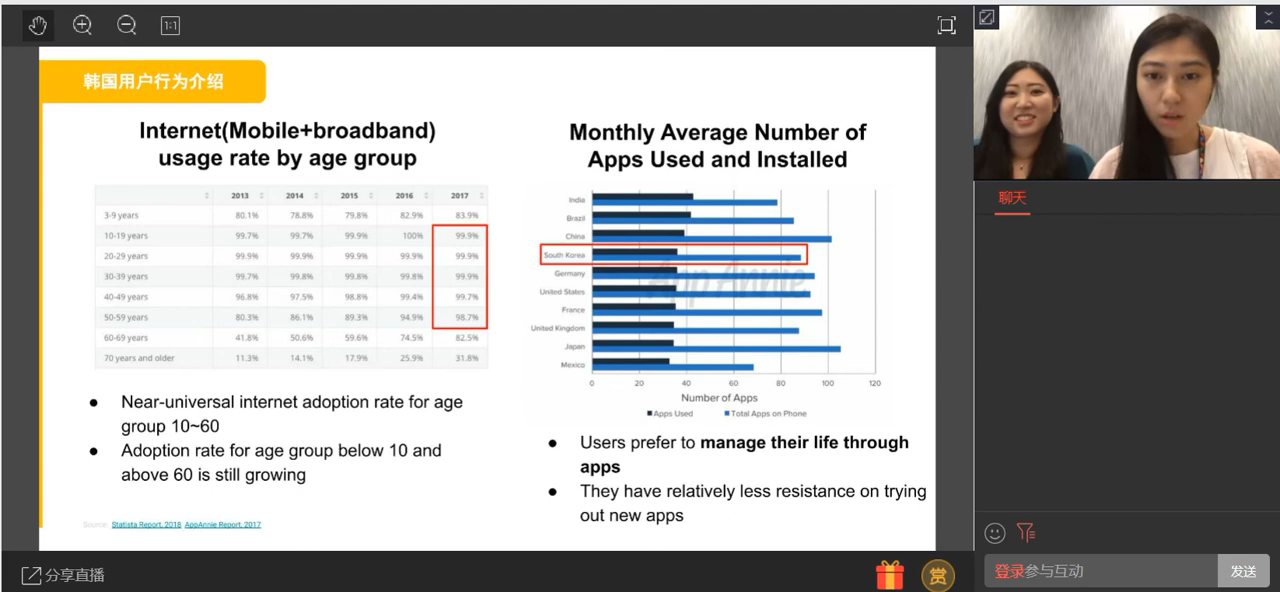 1:1
韩国用户行为介绍
Internet(Mobile+broadband)
usage rate by age group
2013 2014 2015 2016 2017
3-9 years 80.1% 78.8% 79.8% 82.9% 83.9%
10-19 years 99.7% 99.7% 99.9% 100% 99.9%
20-29 years 99.9% 99.9% 99.9% 99.9% 99.9%
30-39 years 99.7% 99.8% 99.8% 99.8% 99.9%
40-49 years 96.8% 97.5% 98.8% 99.4% 99.7%
50-59 years 80.3% 86.1% 89.3% 94.9% 98.7%
60-69 years 41.8% 50.6% 59.6% 74.5% 82.5%
70 years and older 11.3% 14.1% 17.9% 25.9% 31.8%
● Near-universal internet adoption rate for age
group 10~60
● Adoption rate for age group below 10 and
above 60 is still growing
Source: Statista Report, 2018 AppAnnie Report, 2017
Monthly Average Number of
Apps Used and Installed
India
Brazil
China
South Korea
Germany
United States
France
United Kingdom
Japan
Mexico
App Annie
0 20 40 60 80 100 120
Number of Apps
Apps Used Total Apps on Phone
● Users prefer to manage their life through
apps
● They have relatively less resistance on trying
out new apps
分享直播
赏
聊天
登录参与互动
发送